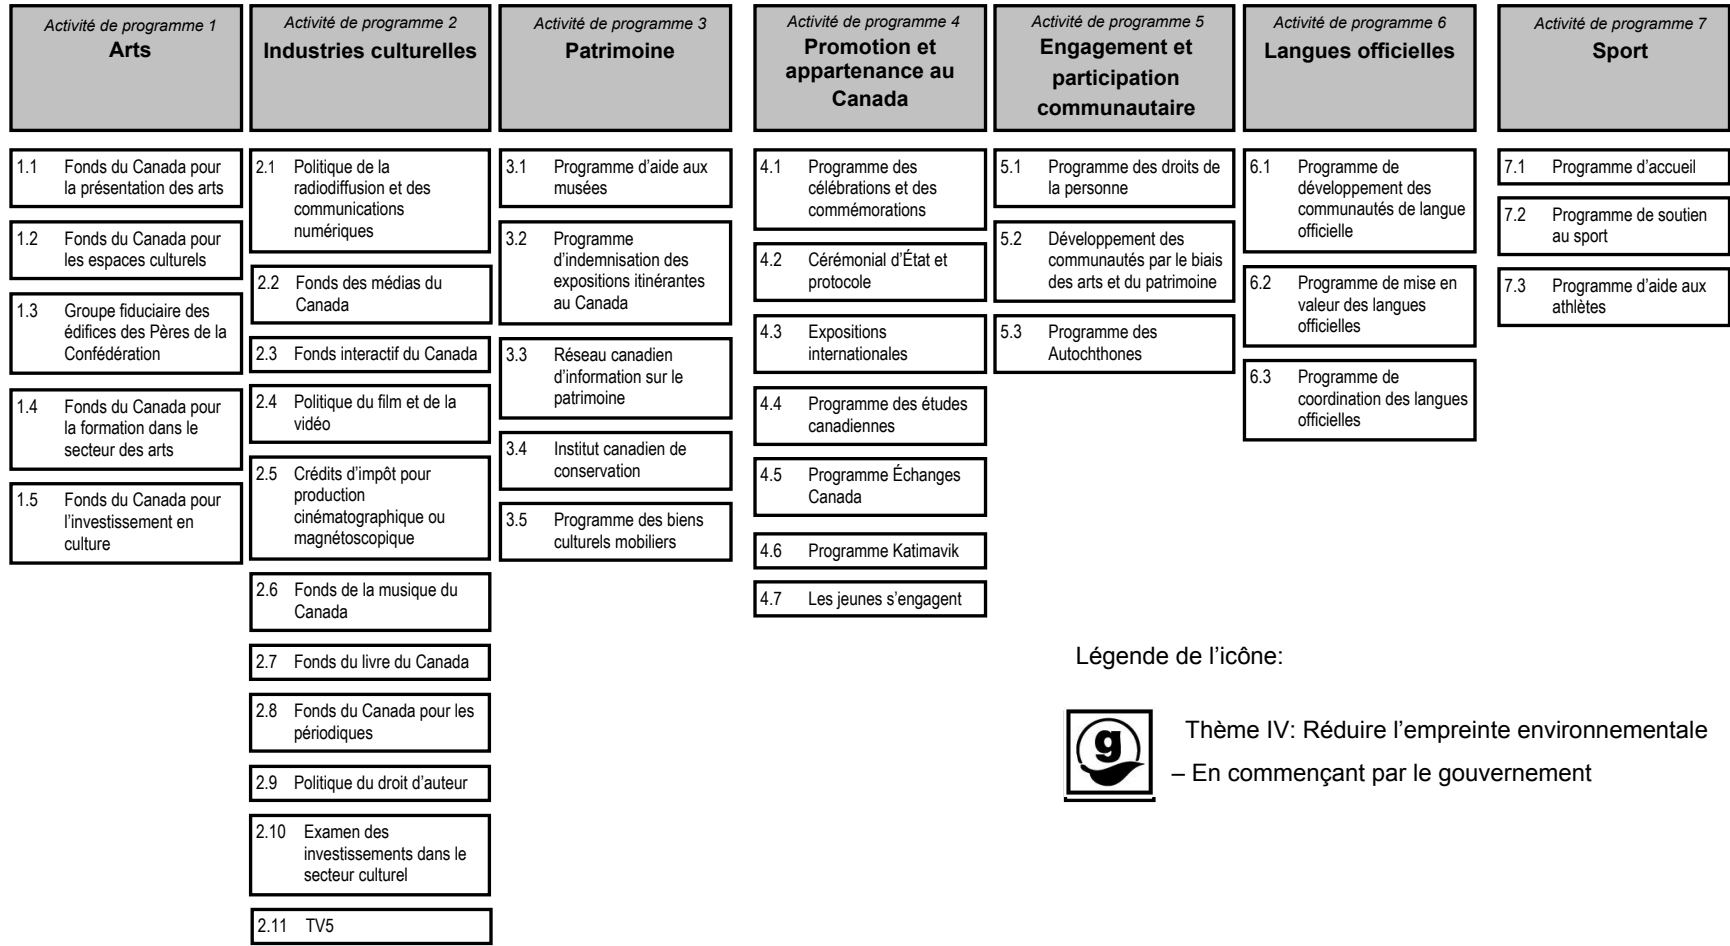 Activité de programme 1
Arts
1.1 Fonds du Canada pour
la présentation des arts
1.2 Fonds du Canada pour
les espaces culturels
1.3 Groupe fiduciaire des
édifices des Pères de la
Confédération
1.4 Fonds du Canada pour
la formation dans le
secteur des arts
1.5 Fonds du Canada pour
l’investissement en
culture
Activité de programme 2
Industries culturelles
2.1 Politique de la
radiodiffusion et des
communications
numériques
2.2 Fonds des médias du
Canada
2.3 Fonds interactif du Canada
2.4 Politique du film et de la
vidéo
2.5 Crédits d’impôt pour
production
cinématographique ou
magnétoscopique
2.6 Fonds de la musique du
Canada
2.7 Fonds du livre du Canada
2.8 Fonds du Canada pour les
périodiques
2.9 Politique du droit d’auteur
2.10 Examen des
investissements dans le
secteur culturel
2.11 TV5
Activité de programme 3
Patrimoine
3.1 Programme d’aide aux
musées
3.2 Programme
d’indemnisation des
expositions itinérantes
au Canada
3.3 Réseau canadien
d’information sur le
patrimoine
3.4 Institut canadien de
conservation
3.5 Programme des biens
culturels mobiliers
Activité de programme 4
Promotion et
appartenance au
Canada
4.1 Programme des
célébrations et des
commémorations
4.2 Cérémonial d’État et
protocole
4.3 Expositions
internationales
4.4 Programme des études
canadiennes
4.5 Programme Échanges
Canada
4.6 Programme Katimavik
4.7 Les jeunes s’engagent
Activité de programme 5
Engagement et
participation
communautaire
5.1 Programme des droits de
la personne
5.2 Développement des
communautés par le biais
des arts et du patrimoine
5.3 Programme des
Autochthones
Activité de programme 6
Langues officielles
6.1 Programme de
développement des
communautés de langue
officielle
6.2 Programme de mise en
valeur des langues
officielles
6.3 Programme de
coordination des langues
officielles
Activité de programme 7
Sport
7.1 Programme d’accueil
7.2 Programme de soutien
au sport
7.3 Programme d’aide aux
athlètes
Légende de l’icône:
g
Thème IV: Réduire l’empreinte environnementale
– En commençant par le gouvernement